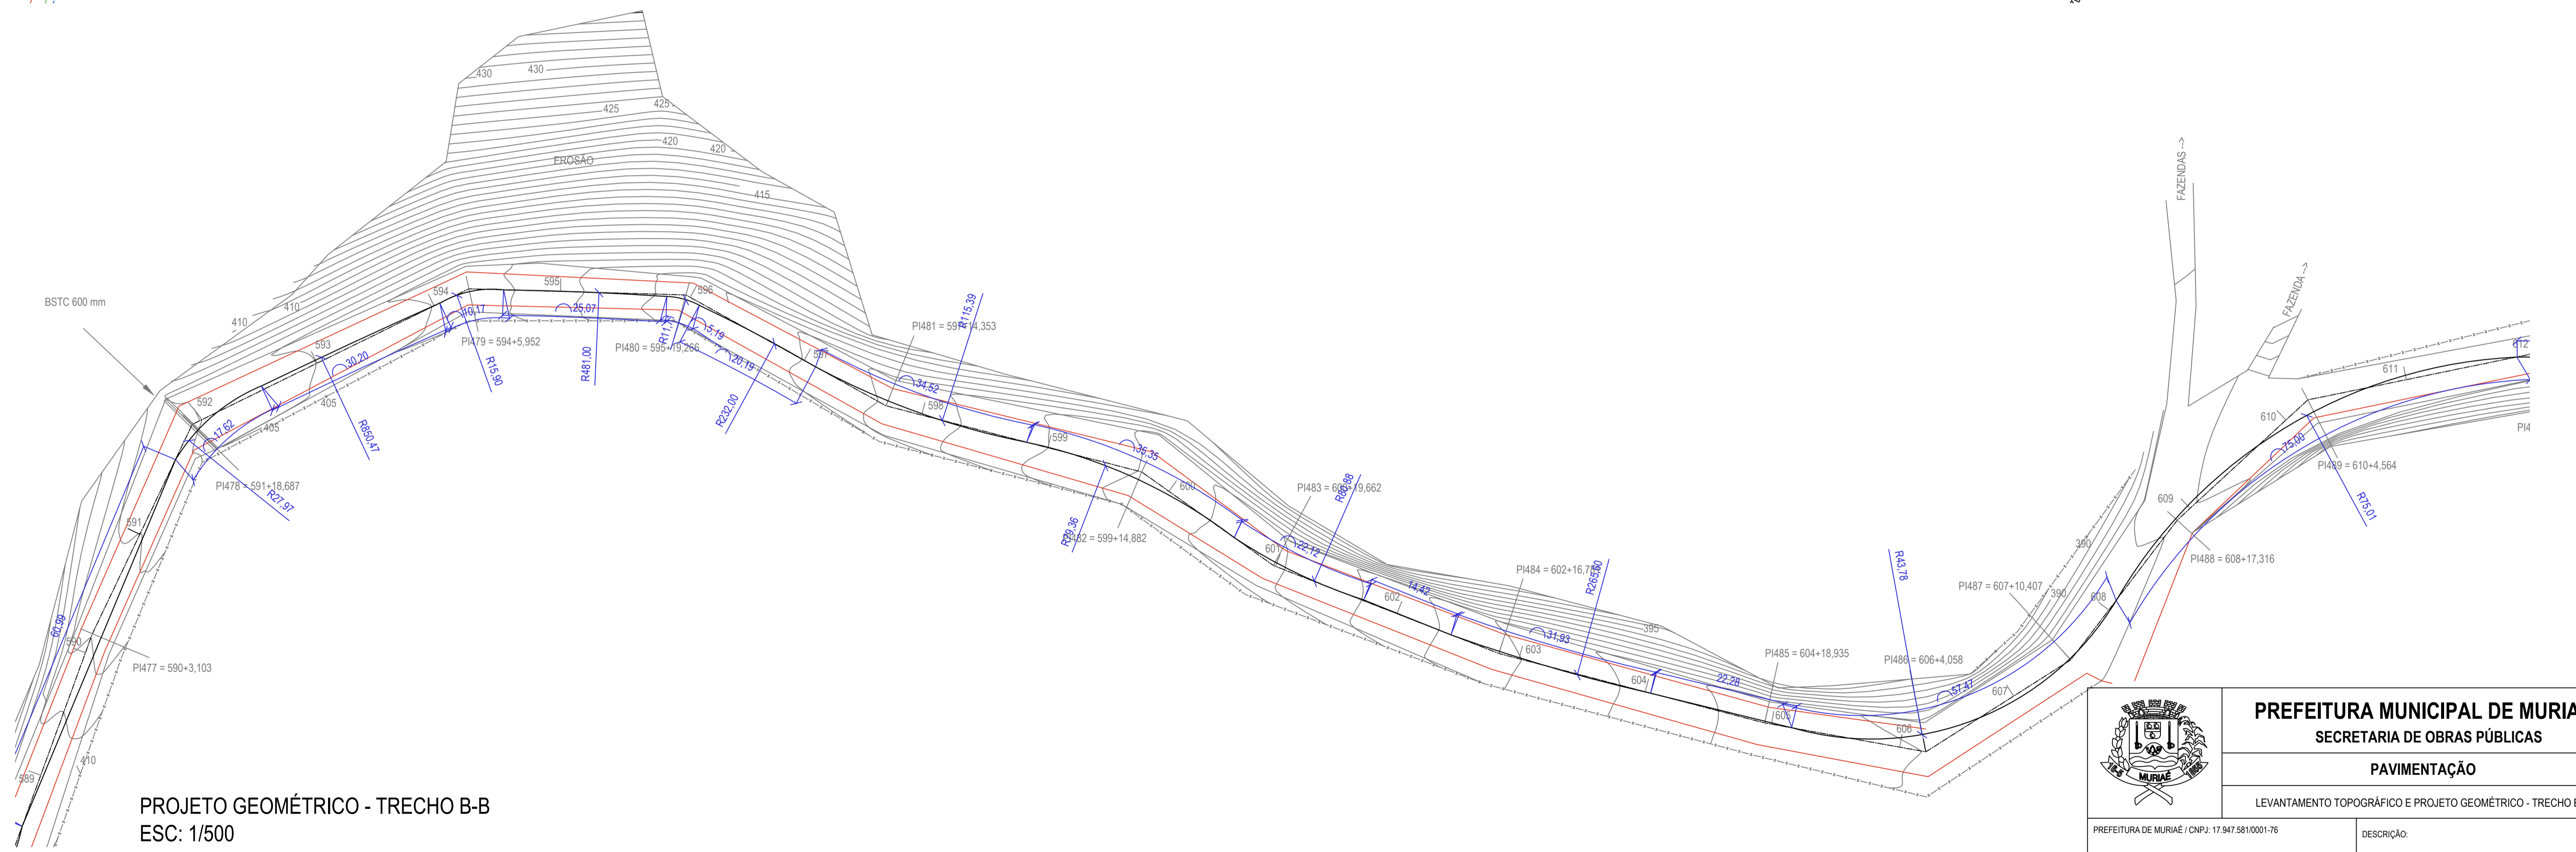 430
430
425
425
420
420
415
EROSÃO
410
410
BSTC 600 mm
405
405
410
395
390
390
FAZENDAS -->
FAZENDA -->
589
590
591
592
593
594
595
596
597
598
599
600
601
602
603
604
605
606
607
608
609
610
611
612
PI477 = 590+3,103
PI478 = 591+18,687
PI479 = 594+5,952
PI480 = 595+19,266
PI481 = 597+14,353
PI482 = 599+14,882
PI484 = 602+16,7
PI485 = 604+18,935
PI486 = 606+4,058
PI487 = 607+10,407
PI488 = 608+17,316
PI489 = 610+4,564
PI4
60,99
17,62
30,20
10,17
25,07
5,19
20,19
34,52
35,35
22,12
14,42
31,93
22,28
57,47
75,00
R27,97
R850,47
R15,90
R481,00
R232,00
R115,39
R80,88
R43,78
R75,01
PROJETO GEOMÉTRICO - TRECHO B-B
ESC: 1/500
MURIAÉ
PREFEITURA MUNICIPAL DE MURIA
SECRETARIA DE OBRAS PÚBLICAS
PAVIMENTAÇÃO
LEVANTAMENTO TOPOGRÁFICO E PROJETO GEOMÉTRICO - TRECHO
PREFEITURA DE MURIAÉ / CNPJ: 17.947.581/0001-76
DESCRIÇÃO: